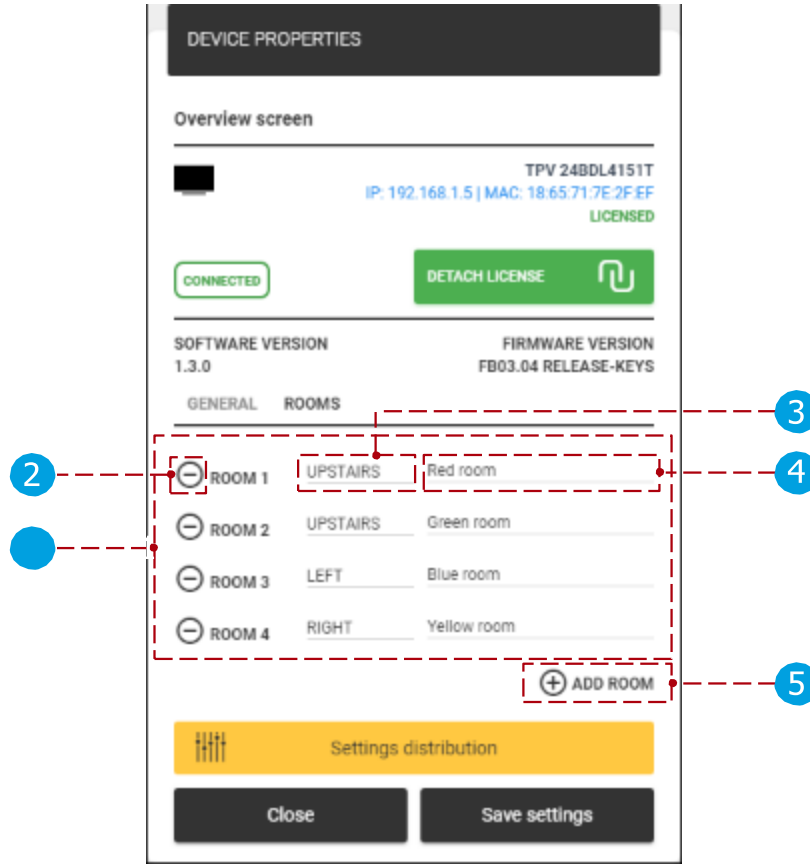 DEVICE PROPERTIES
Overview screen
TPV 24BDL4151T
IP: 192.168.1.5 | MAC: 18:65:71:7E:2F:EF
LICENSED
CONNECTED
DETACH LICENSE
SOFTWARE VERSION
1.3.0
FIRMWARE VERSION
FB03.04 RELEASE-KEYS
GENERAL ROOMS
3
2
ROOM 1 UPSTAIRS Red room
4
ROOM 2 UPSTAIRS Green room
ROOM 3 LEFT Blue room
ROOM 4 RIGHT Yellow room
ADD ROOM
5
Settings distribution
Close
Save settings